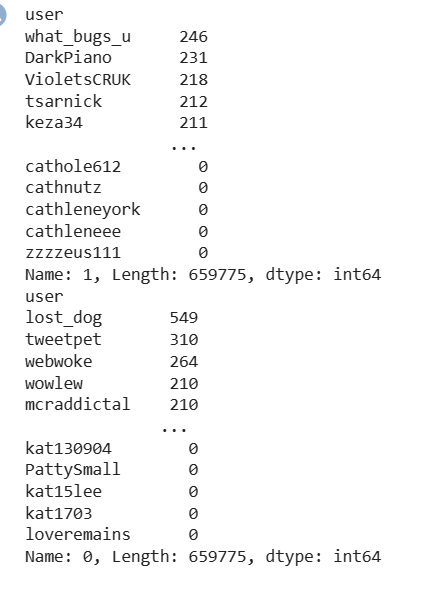 user
what_bugs_u 246
DarkPiano 231
VioletsCRUK 218
tsarnick 212
keza34 211
...
cathole612 0
cathnutz 0
cathleneyork 0
cathleneee 0
zzzzeus111 0
Name: 1, Length: 659775, dtype: int64
user
lost_dog 549
tweetpet 310
webwoke 264
wowlew 210
mcraddictal 210
...
kat130904 0
PattySmall 0
kat15lee 0
kat1703 0
loveremains 0
Name: 0, Length: 659775, dtype: int64